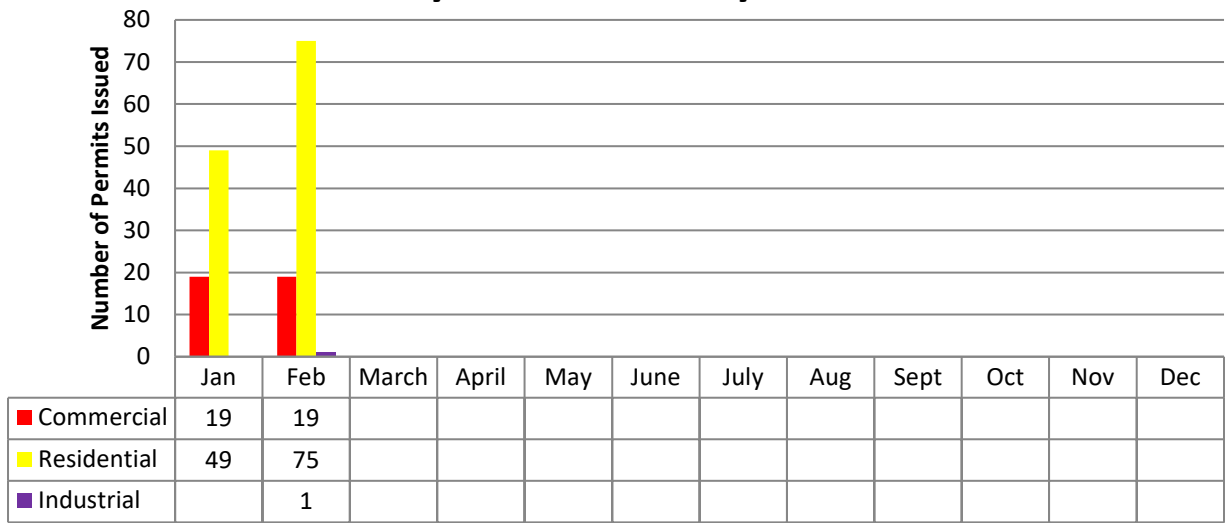 Number of Permits Issued
80
70
60
50
40
30
20
10
0
Jan Feb March April May June July Aug Sept Oct Nov Dec
Commercial 19 19
Residential 49 75
Industrial 1